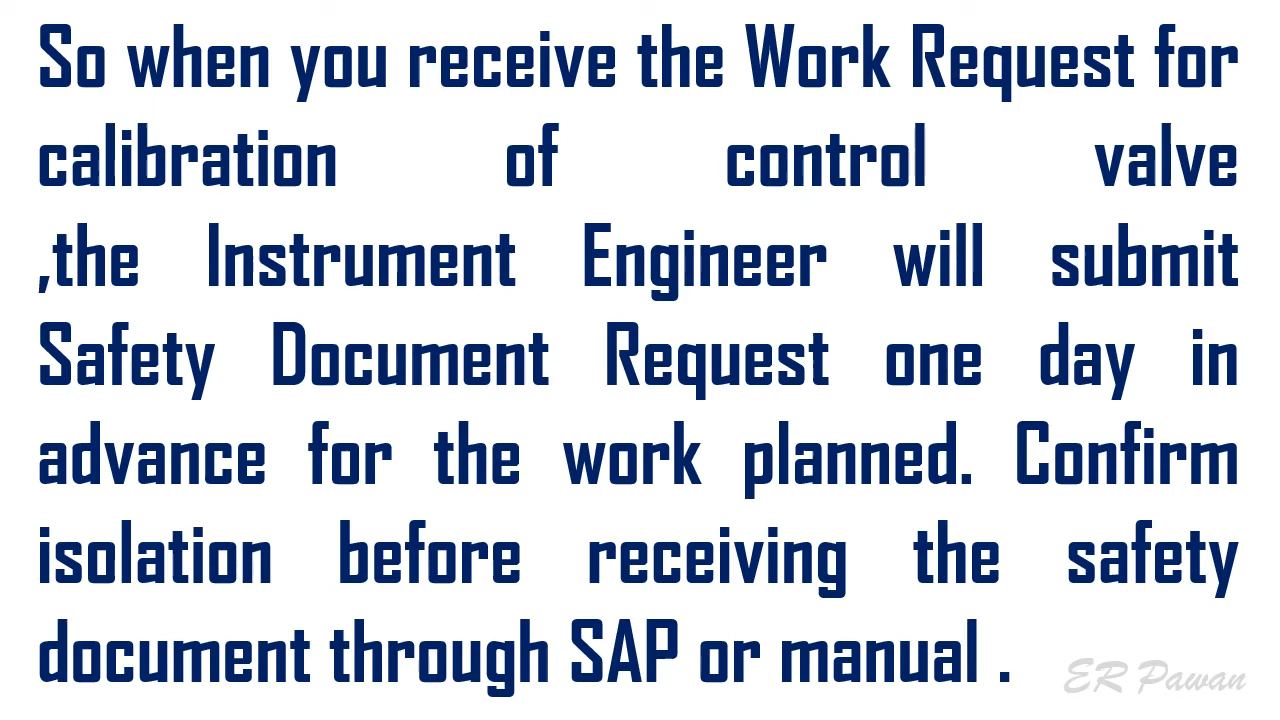 So when you receive the Work Request for
calibration of control valve
,the Instrument Engineer will submit
Safety Document Request one day in
advance for the work planned. Confirm
isolation before receiving the safety
document through SAP or manual .
ER Pawan